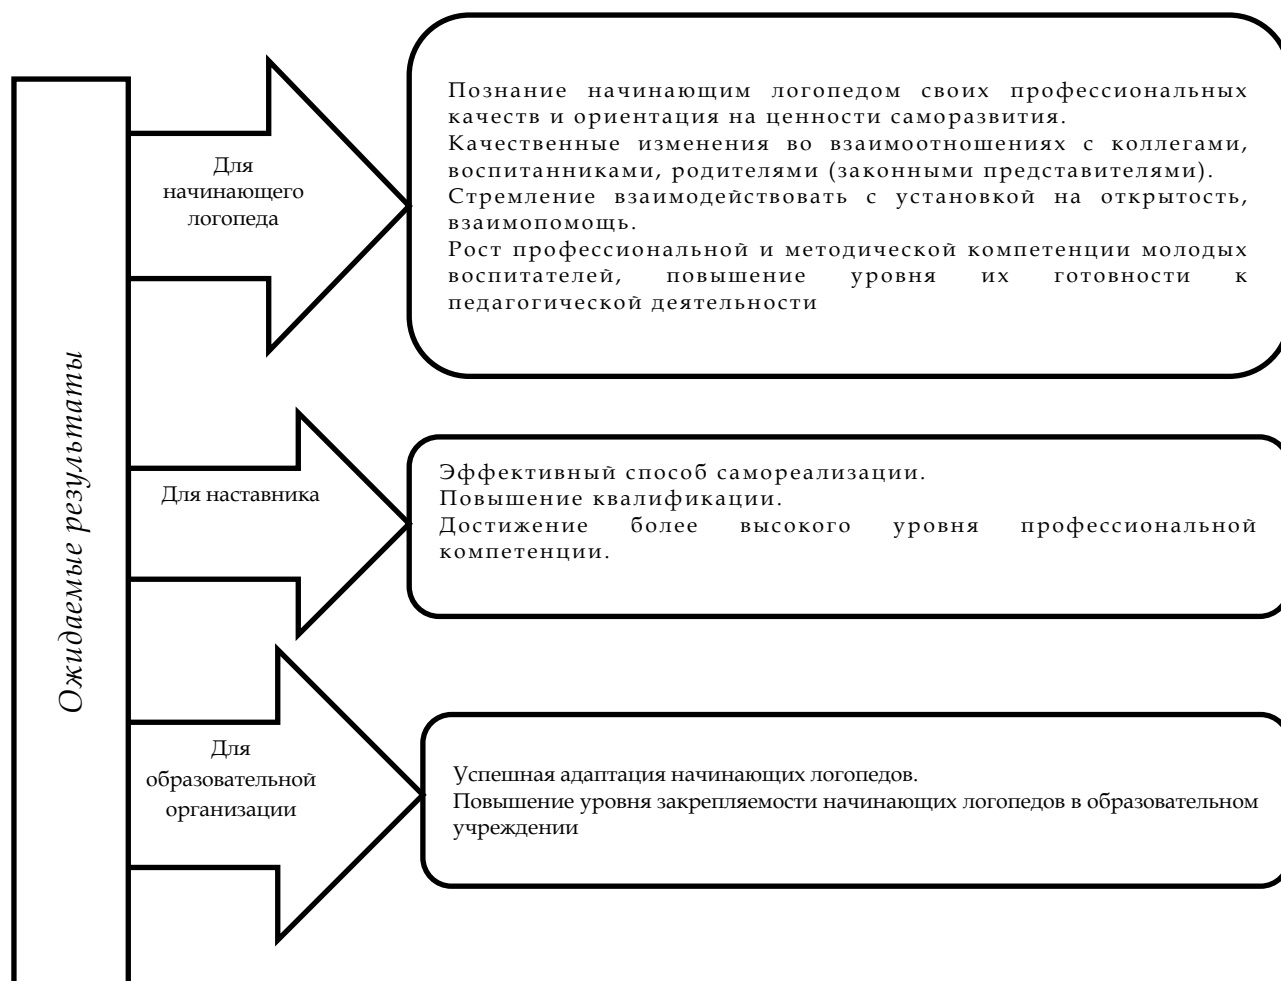 Ожидаемые результаты
Для
начинающего
логопеда
Познание начинающим логопедом своих профессиональных
качеств и ориентация на ценности саморазвития.
Качественные изменения во взаимоотношениях с коллегами,
воспитанниками, родителями (законными представителями).
Стремление взаимодействовать с установкой на открытость,
взаимопомощь.
Рост профессиональной и методической компетенции молодых
воспитателей, повышение уровня их готовности к
педагогической деятельности
Для наставника
Эффективный способ самореализации.
Повышение квалификации.
Достижение более высокого уровня профессиональной
компетенции.
Для
образовательной
организации
Успешная адаптация начинающих логопедов.
Повышение уровня закрепляемости начинающих логопедов в образовательном
учреждении